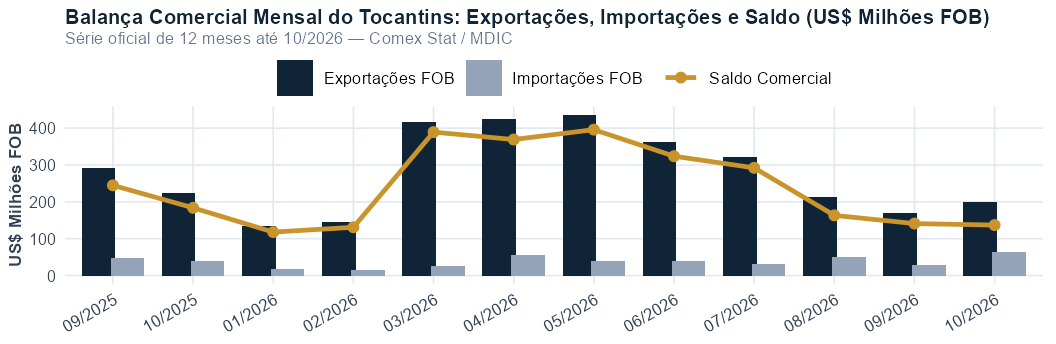 Balança Comercial Mensal do Tocantins: Exportações, Importações e Saldo (US$ Milhões FOB)
Série oficial de 12 meses até 10/2026 — Comex Stat / MDIC
Exportações FOB Importações FOB Saldo Comercial
US$ Milhões FOB
400
300
200
100
0
09/2025 10/2025 01/2026 02/2026 03/2026 04/2026 05/2026 06/2026 07/2026 08/2026 09/2026 10/2026